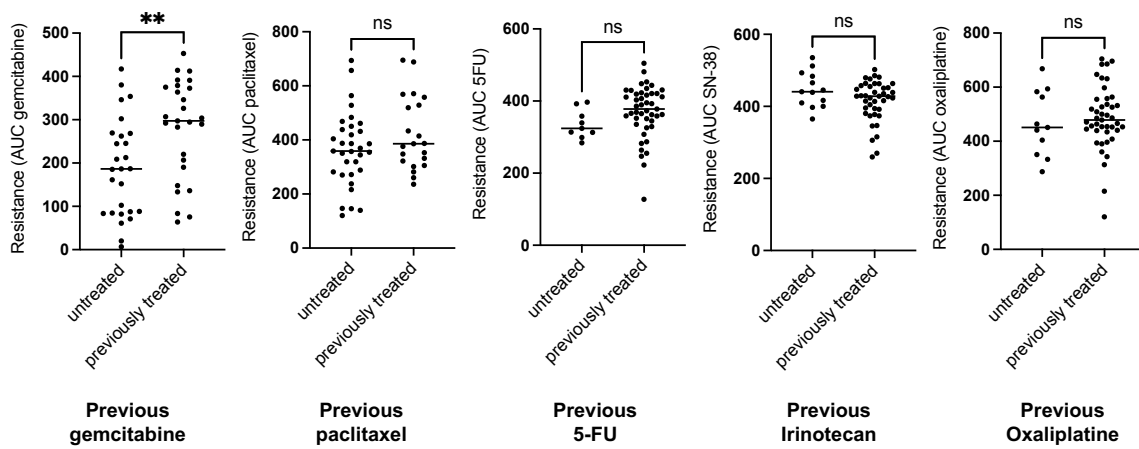 Resistance (AUC gemcitabine)
500
400
300
200
100
0
**
untreated
previously treated
Previous
gemcitabine
Resistance (AUC paclitaxel)
800
600
400
200
0
ns
untreated
previously treated
Previous
paclitaxel
Resistance (AUC 5FU)
600
400
200
0
ns
untreated
previously treated
Previous
5-FU
Resistance (AUC SN-38)
600
400
200
0
ns
untreated
previously treated
Previous
Irinotecan
Resistance (AUC oxaliplatine)
800
600
400
200
0
ns
untreated
previously treated
Previous
Oxaliplatine